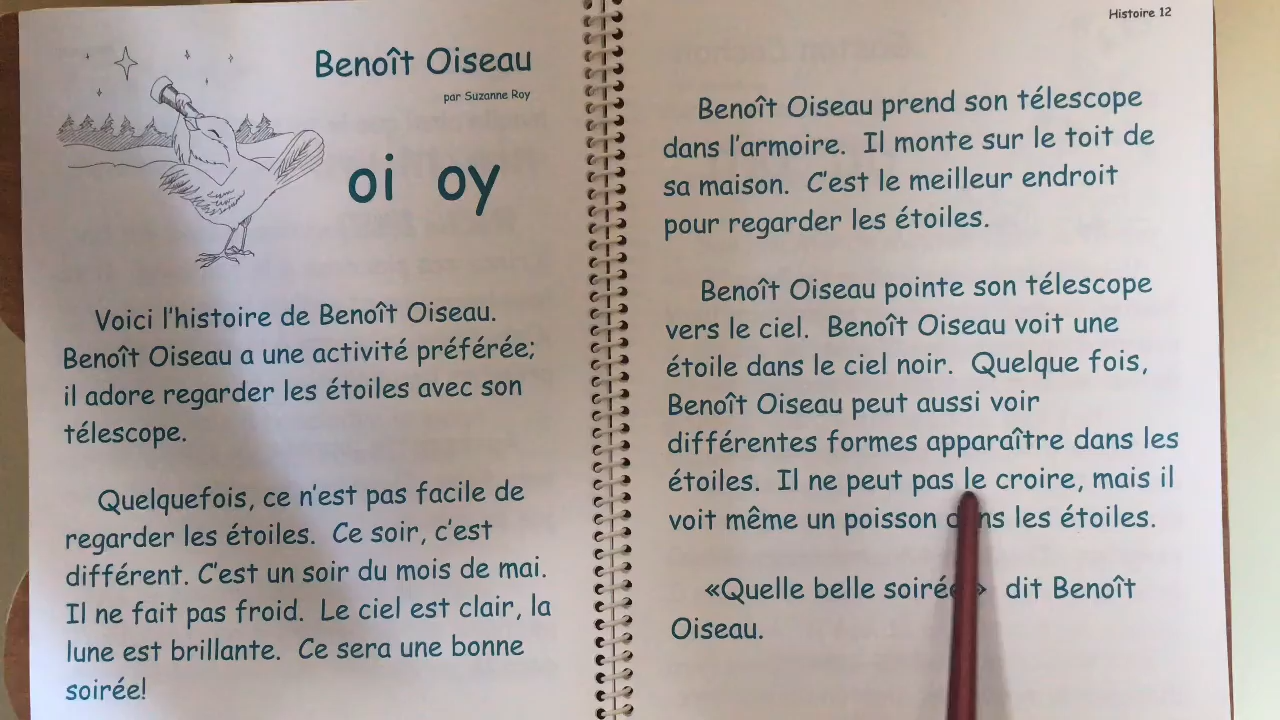 Benoît Oiseau
par Suzanne Roy
oi oy
Voici l'histoire de Benoît Oiseau.
Benoît Oiseau a une activité préférée;
il adore regarder les étoiles avec son
télescope.
Quelquefois, ce n'est pas facile de
regarder les étoiles. Ce soir, c'est
différent. C'est un soir du mois de mai.
Il ne fait pas froid. Le ciel est clair, la
lune est brillante. Ce sera une bonne
soirée!
Histoire 12
Benoît Oiseau prend son télescope
dans l'armoire. Il monte sur le toit de
sa maison. C'est le meilleur endroit
pour regarder les étoiles.
Benoît Oiseau pointe son télescope
vers le ciel. Benoît Oiseau voit une
étoile dans le ciel noir. Quelque fois,
Benoît Oiseau peut aussi voir
différentes formes apparaître dans les
étoiles. Il ne peut pas le croire, mais il
voit même un poisson dans les étoiles.
«Quelle belle soirée» dit Benoît
Oiseau.